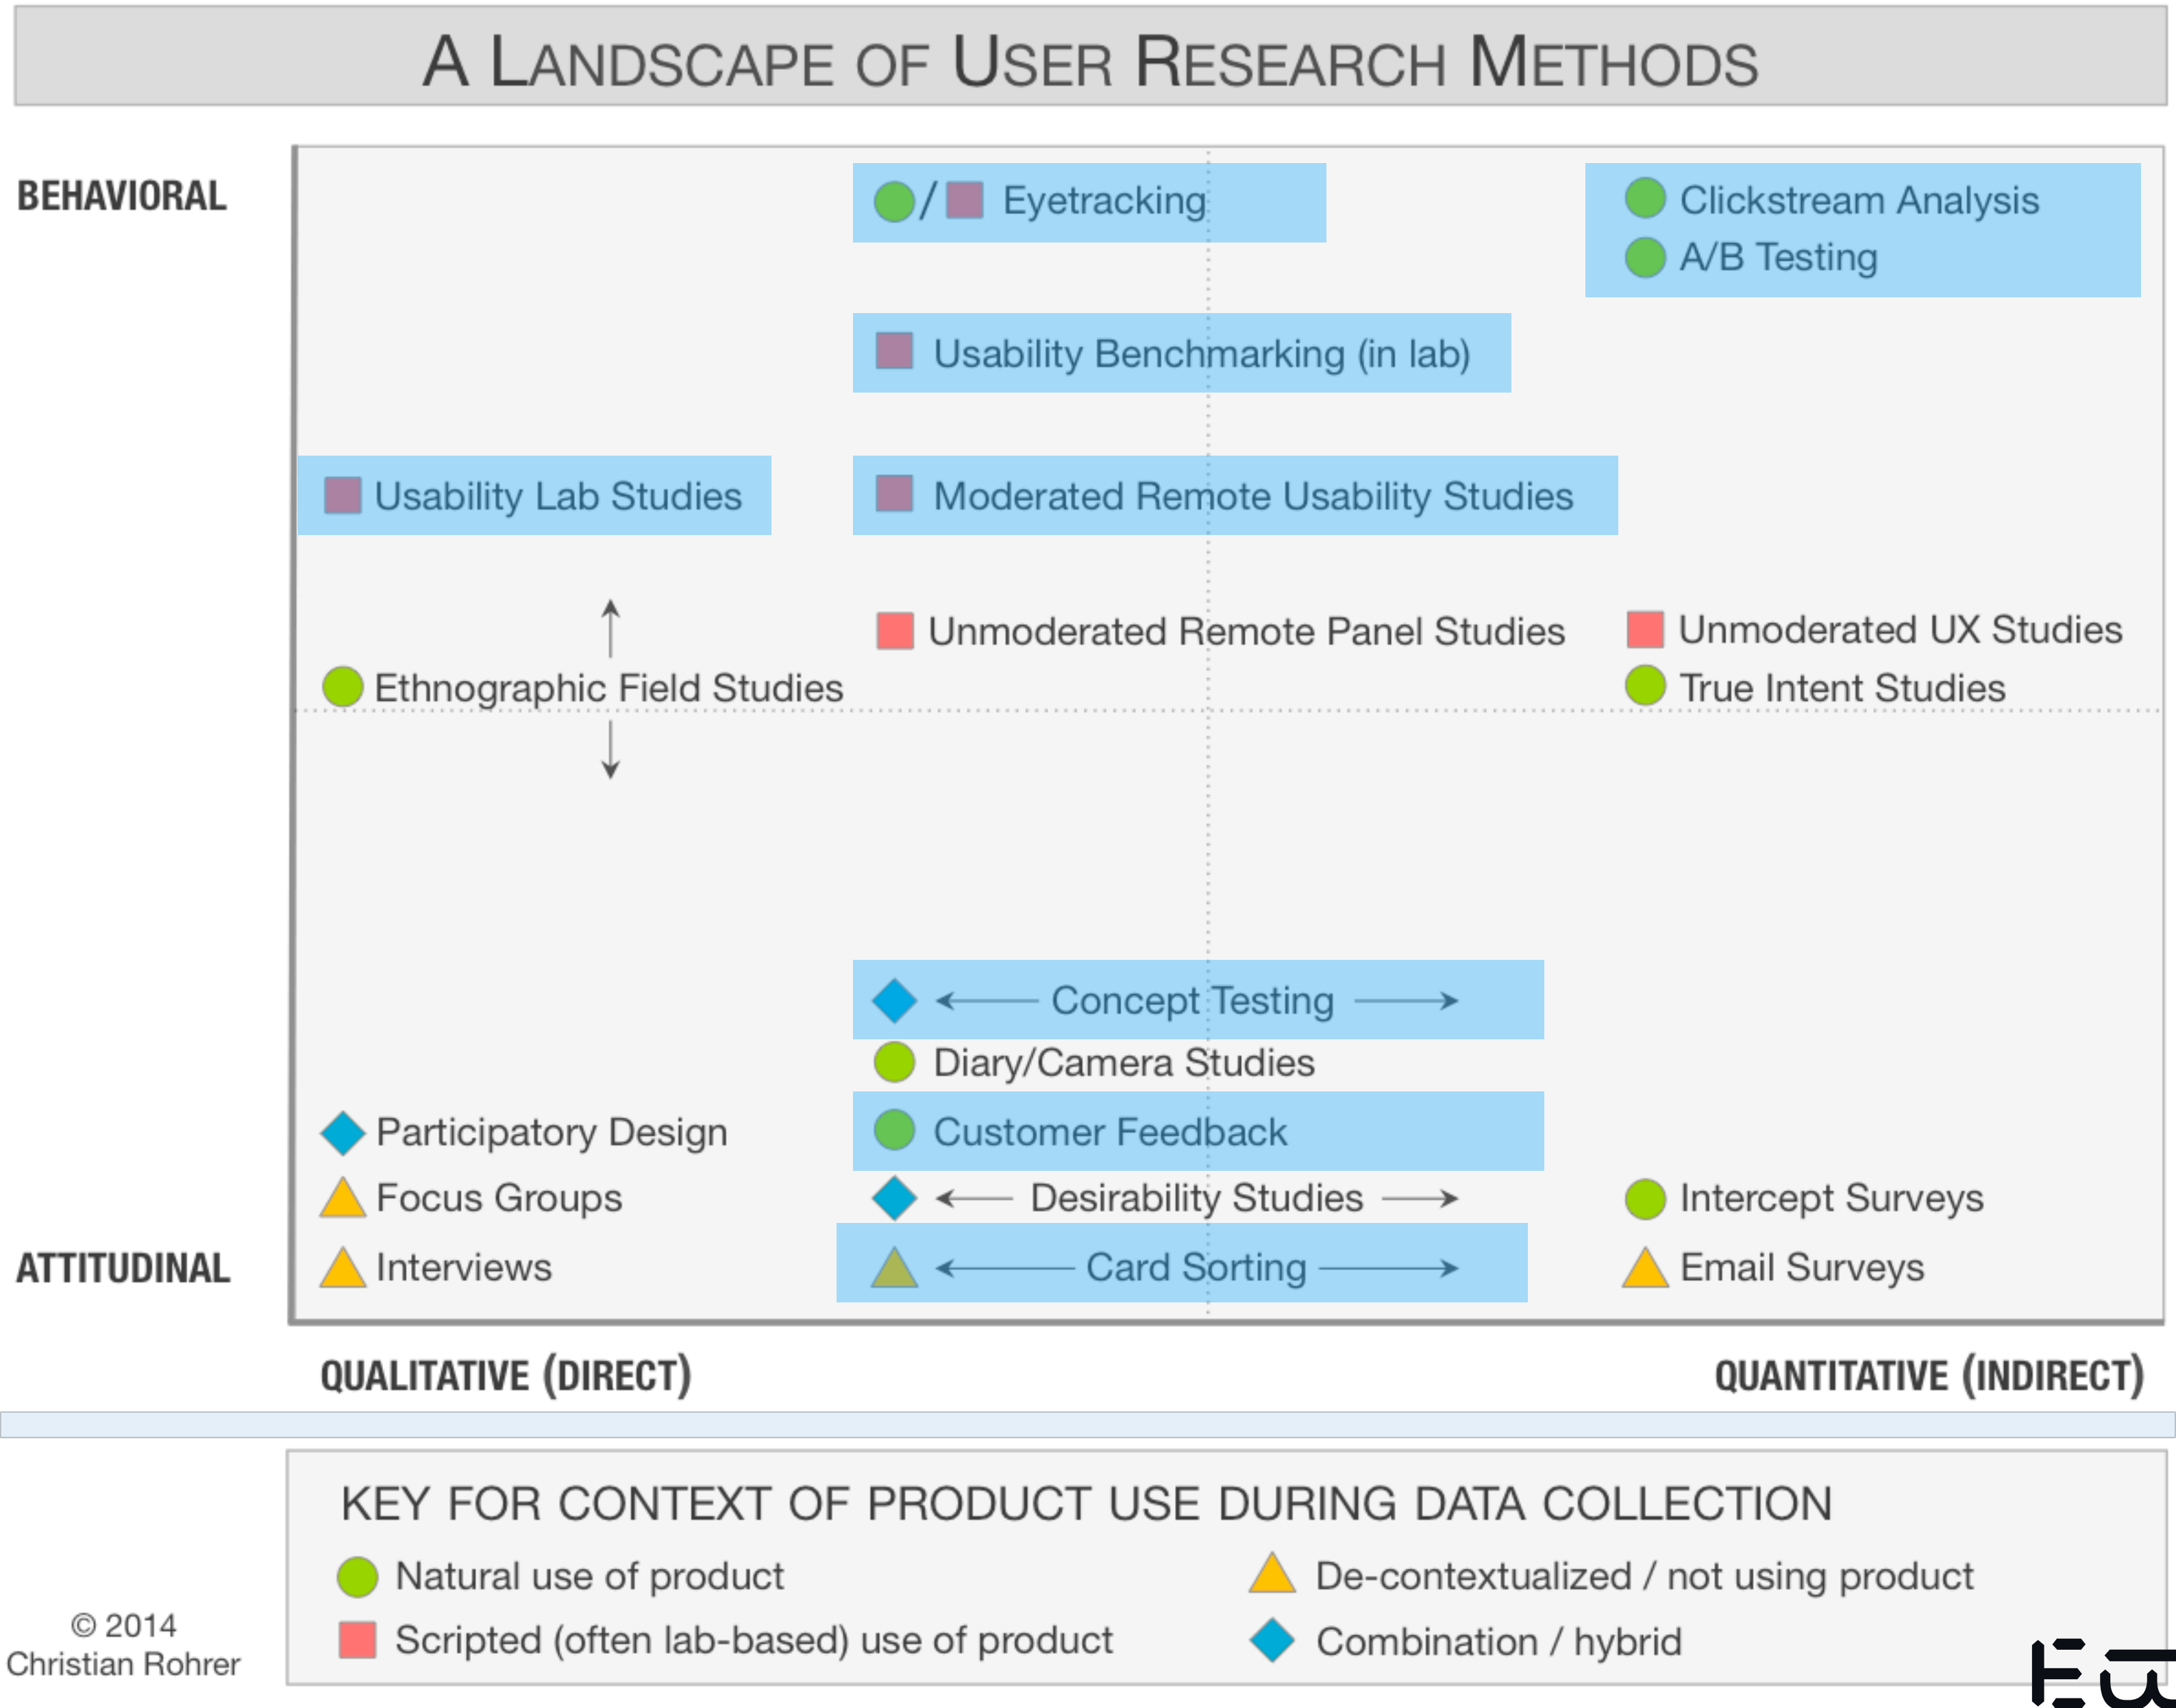 A LANDSCAPE OF USER RESEARCH METHODS
BEHAVIORAL
/ Eyetracking
Clickstream Analysis
A/B Testing
Usability Benchmarking (in lab)
Usability Lab Studies
Moderated Remote Usability Studies
Unmoderated Remote Panel Studies
Unmoderated UX Studies
Ethnographic Field Studies
True Intent Studies
Concept Testing
Diary/Camera Studies
Participatory Design
Customer Feedback
Focus Groups
Desirability Studies
Intercept Surveys
ATTITUDINAL
Interviews
Card Sorting
Email Surveys
QUALITATIVE (DIRECT)
QUANTITATIVE (INDIRECT)
KEY FOR CONTEXT OF PRODUCT USE DURING DATA COLLECTION
Natural use of product
De-contextualized / not using product
Scripted (often lab-based) use of product
Combination / hybrid
© 2014
Christian Rohrer